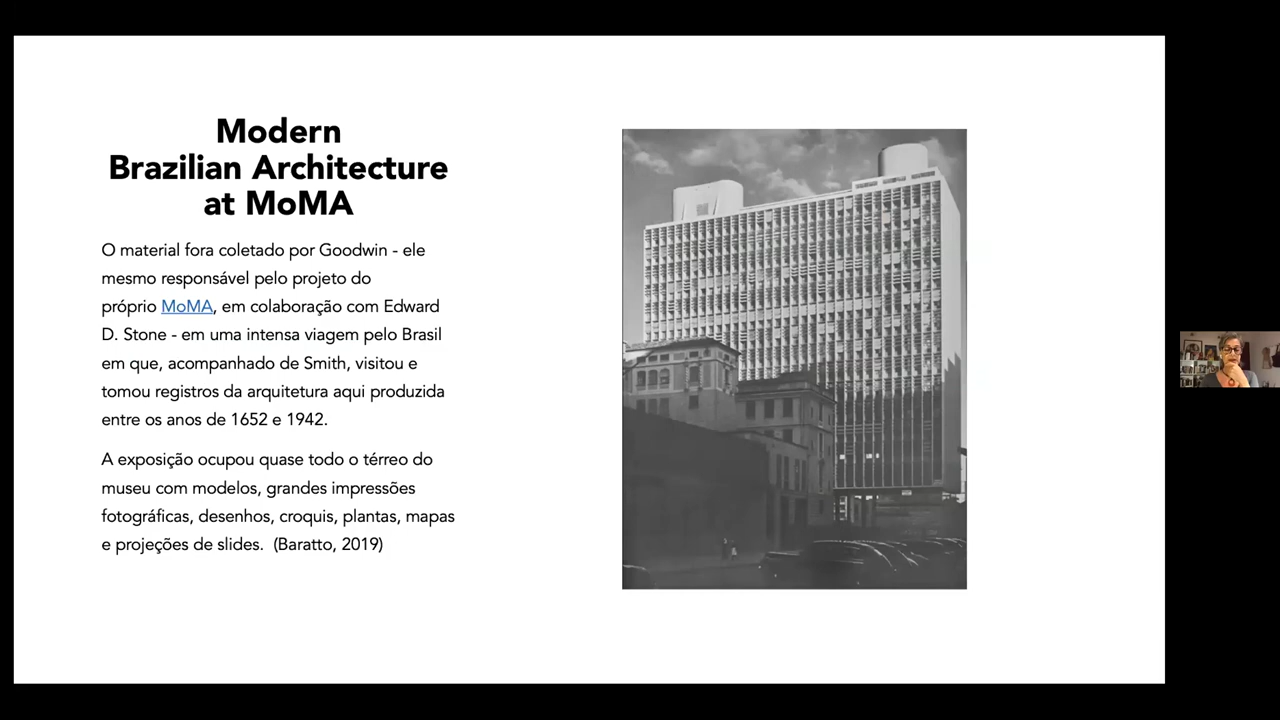 Modern
Brazilian Architecture
at MoMA
O material fora coletado por Goodwin - ele
mesmo responsável pelo projeto do
próprio MoMA, em colaboração com Edward
D. Stone - em uma intensa viagem pelo Brasil
em que, acompanhado de Smith, visitou e
tomou registros da arquitetura aqui produzida
entre os anos de 1652 e 1942.
A exposição ocupou quase todo o térreo do
museu com modelos, grandes impressões
fotográficas, desenhos, croquis, plantas, mapas
e projeções de slides.  (Baratto, 2019)